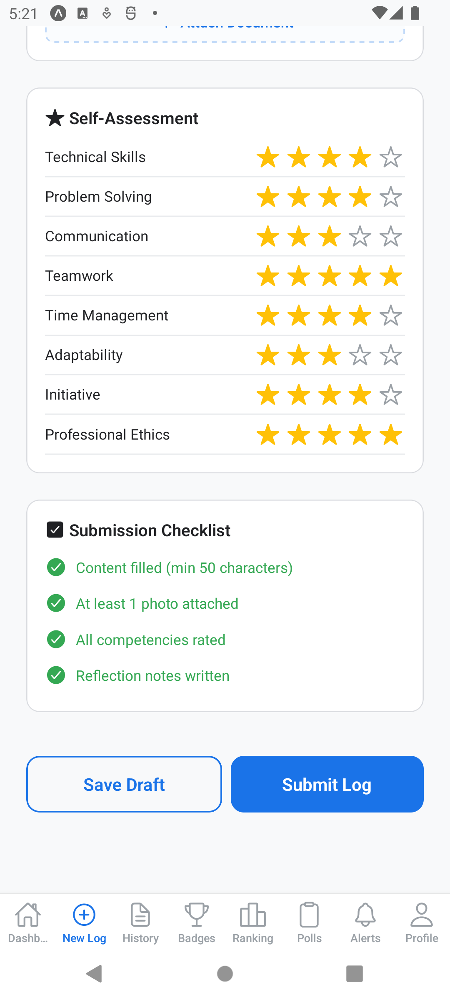 5:21
Attach Document
Self-Assessment
Technical Skills
Problem Solving
Communication
Teamwork
Time Management
Adaptability
Initiative
Professional Ethics
Submission Checklist
Content filled (min 50 characters)
At least 1 photo attached
All competencies rated
Reflection notes written
Save Draft
Submit Log
Dashb...
New Log
History
Badges
Ranking
Polls
Alerts
Profile